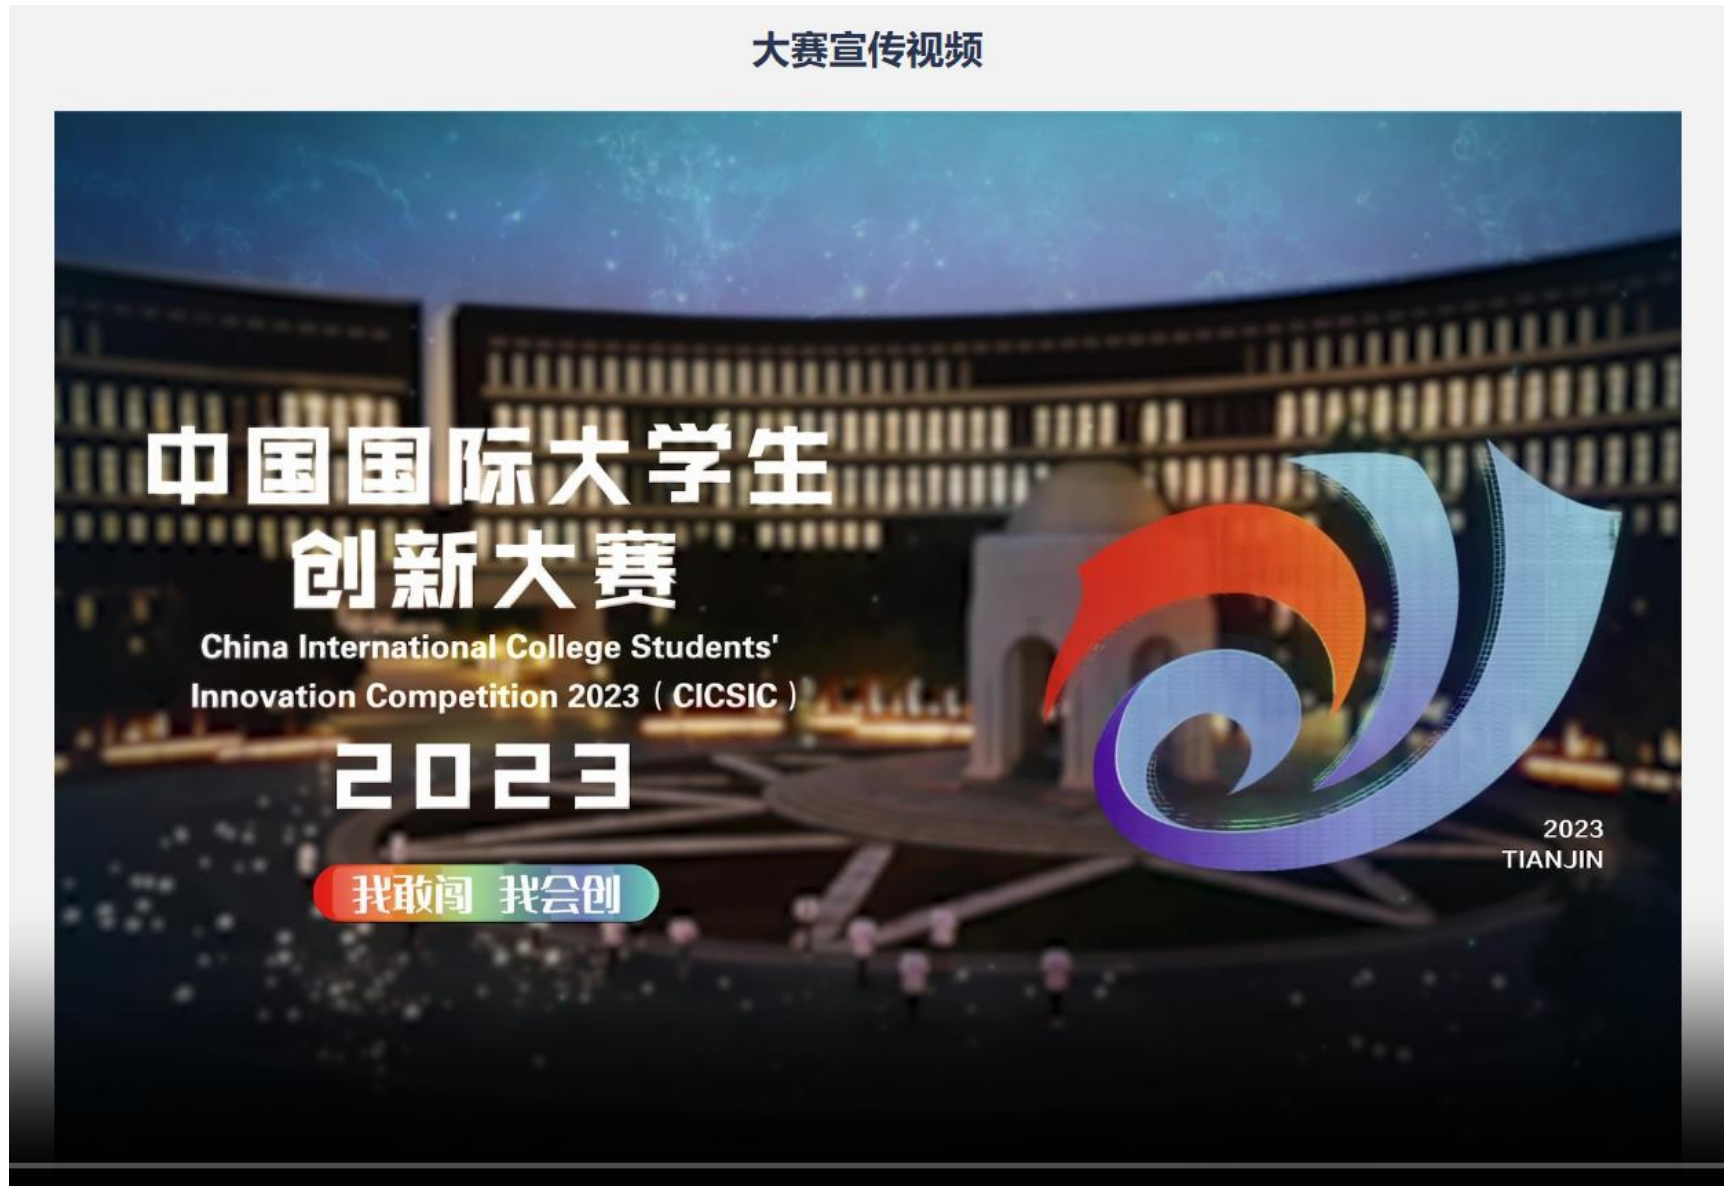 大赛宣传视频
中国国际大学生
创新大赛
China International College Students'
Innovation Competition 2023（CICSIC）
2023
我敢闯 我会创
2023
TIANJIN